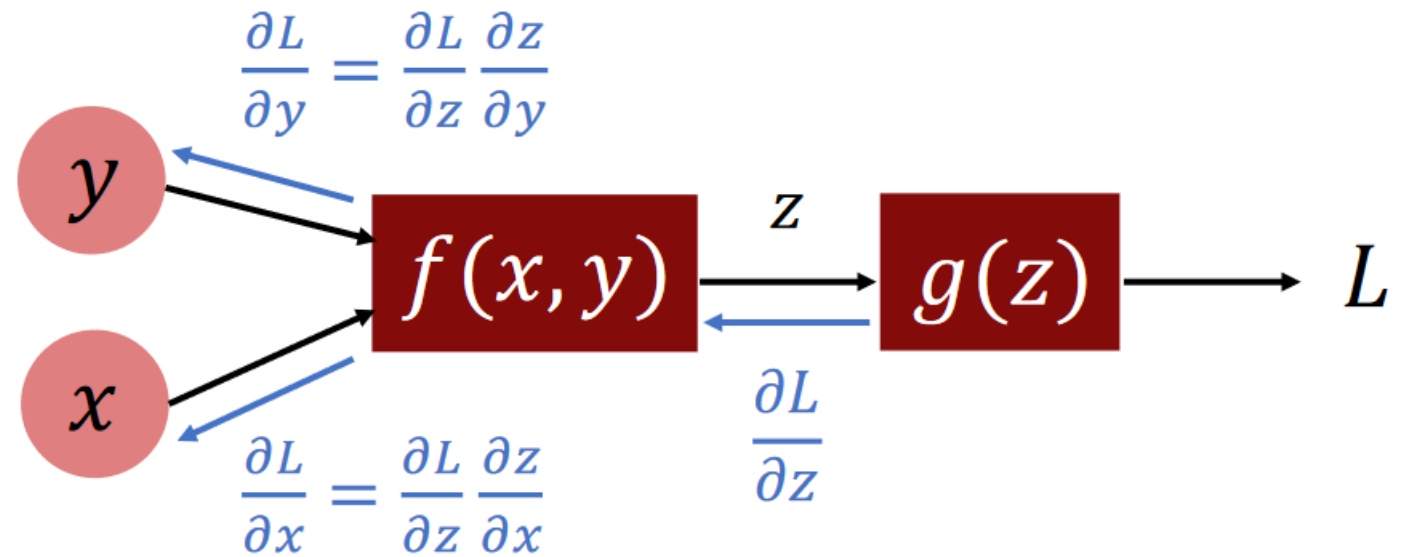 ∂L/∂y = ∂L/∂z ∂z/∂y
y
f(x, y)
z
g(z)
L
x
∂L/∂z
∂L/∂x = ∂L/∂z ∂z/∂x